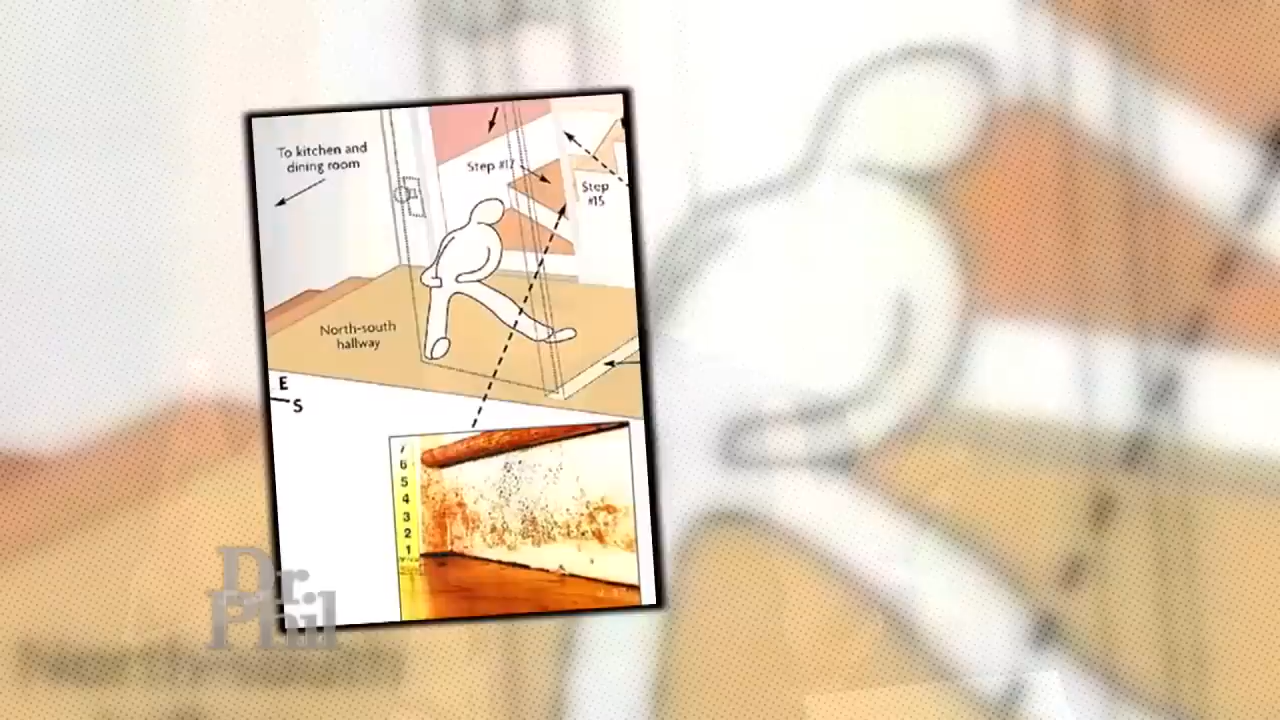 To kitchen and
dining room
Step #17
Step
#15
North-south
hallway
E
S
6
5
4
3
2
1
Dr.
Phil